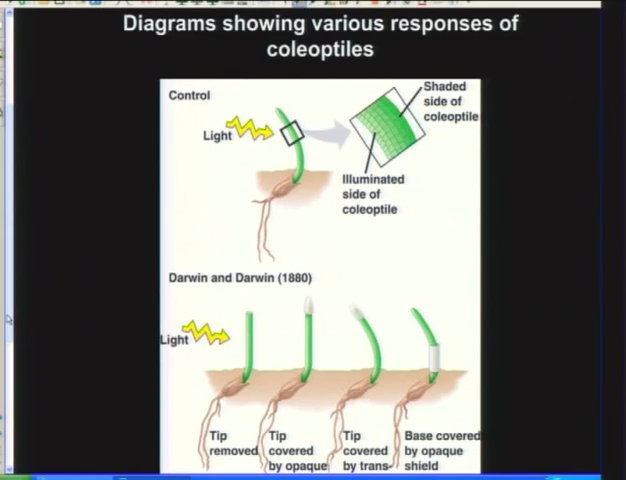 Diagrams showing various responses of
coleoptiles
Control
Light
Shaded
side of
coleoptile
Illuminated
side of
coleoptile
Darwin and Darwin (1880)
Light
Tip
removed
Tip
covered
by opaque
Tip
covered
by trans-
Base covered
by opaque
shield